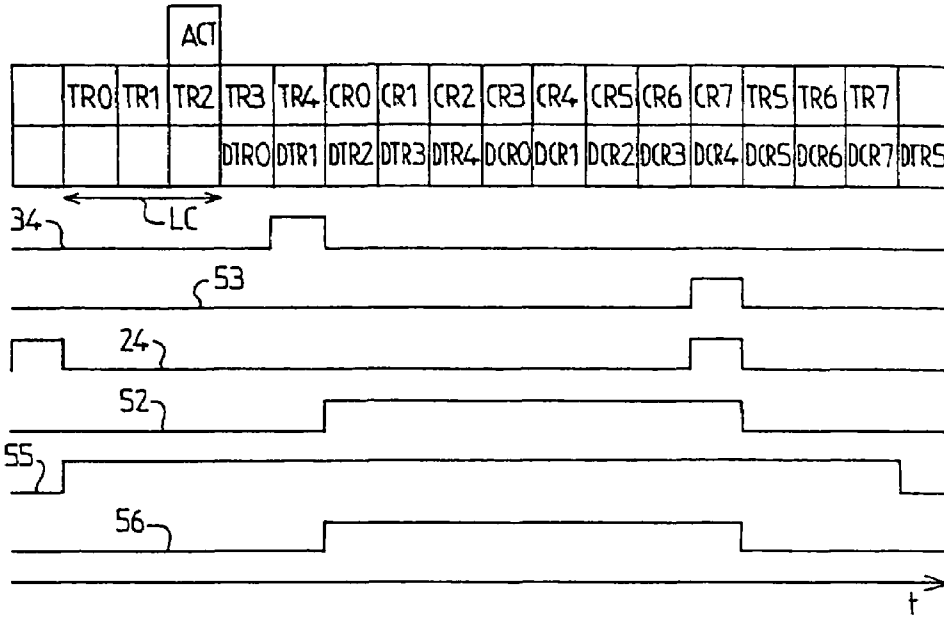 ACT
TR0 TR1 TR2 TR3 TR4 CR0 CR1 CR2 CR3 CR4 CR5 CR6 CR7 TR5 TR6 TR7
DTR0 DTR1 DTR2 DTR3 DTR4 DCR0 DCR1 DCR2 DCR3 DCR4 DCR5 DCR6 DCR7 DTR5
LC
34
53
24
52
55
56
t